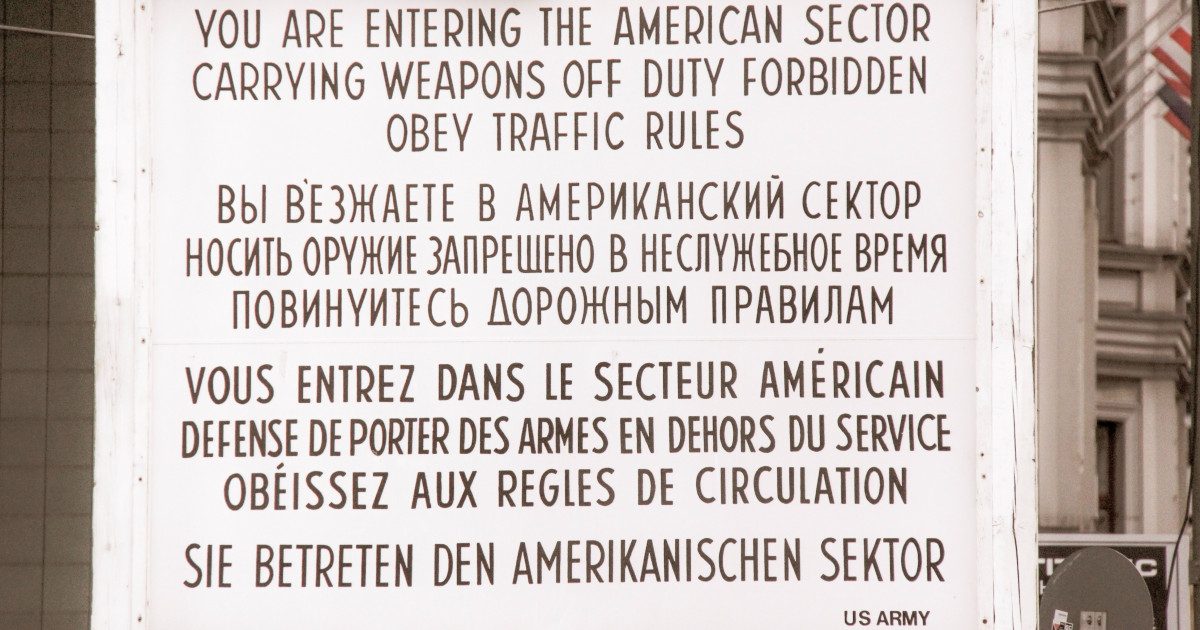 YOU ARE ENTERING THE AMERICAN SECTOR
CARRYING WEAPONS OFF DUTY FORBIDDEN
OBEY TRAFFIC RULES
ВЫ В'ЕЗЖАЕТЕ В АМЕРИКАНСКИЙ СЕКТОР
НОСИТЬ ОРУЖИЕ ЗАПРЕЩЕНО В НЕСЛУЖЕБНОЕ ВРЕМЯ
ПОВИНУИТЕСЬ ДОРОЖНЫМ ПРАВИЛАМ
VOUS ENTREZ DANS LE SECTEUR AMÉRICAIN
DEFENSE DE PORTER DES ARMES EN DEHORS DU SERVICE
OBÉISSEZ AUX REGLES DE CIRCULATION
SIE BETRETEN DEN AMERIKANISCHEN SEKTOR
US ARMY